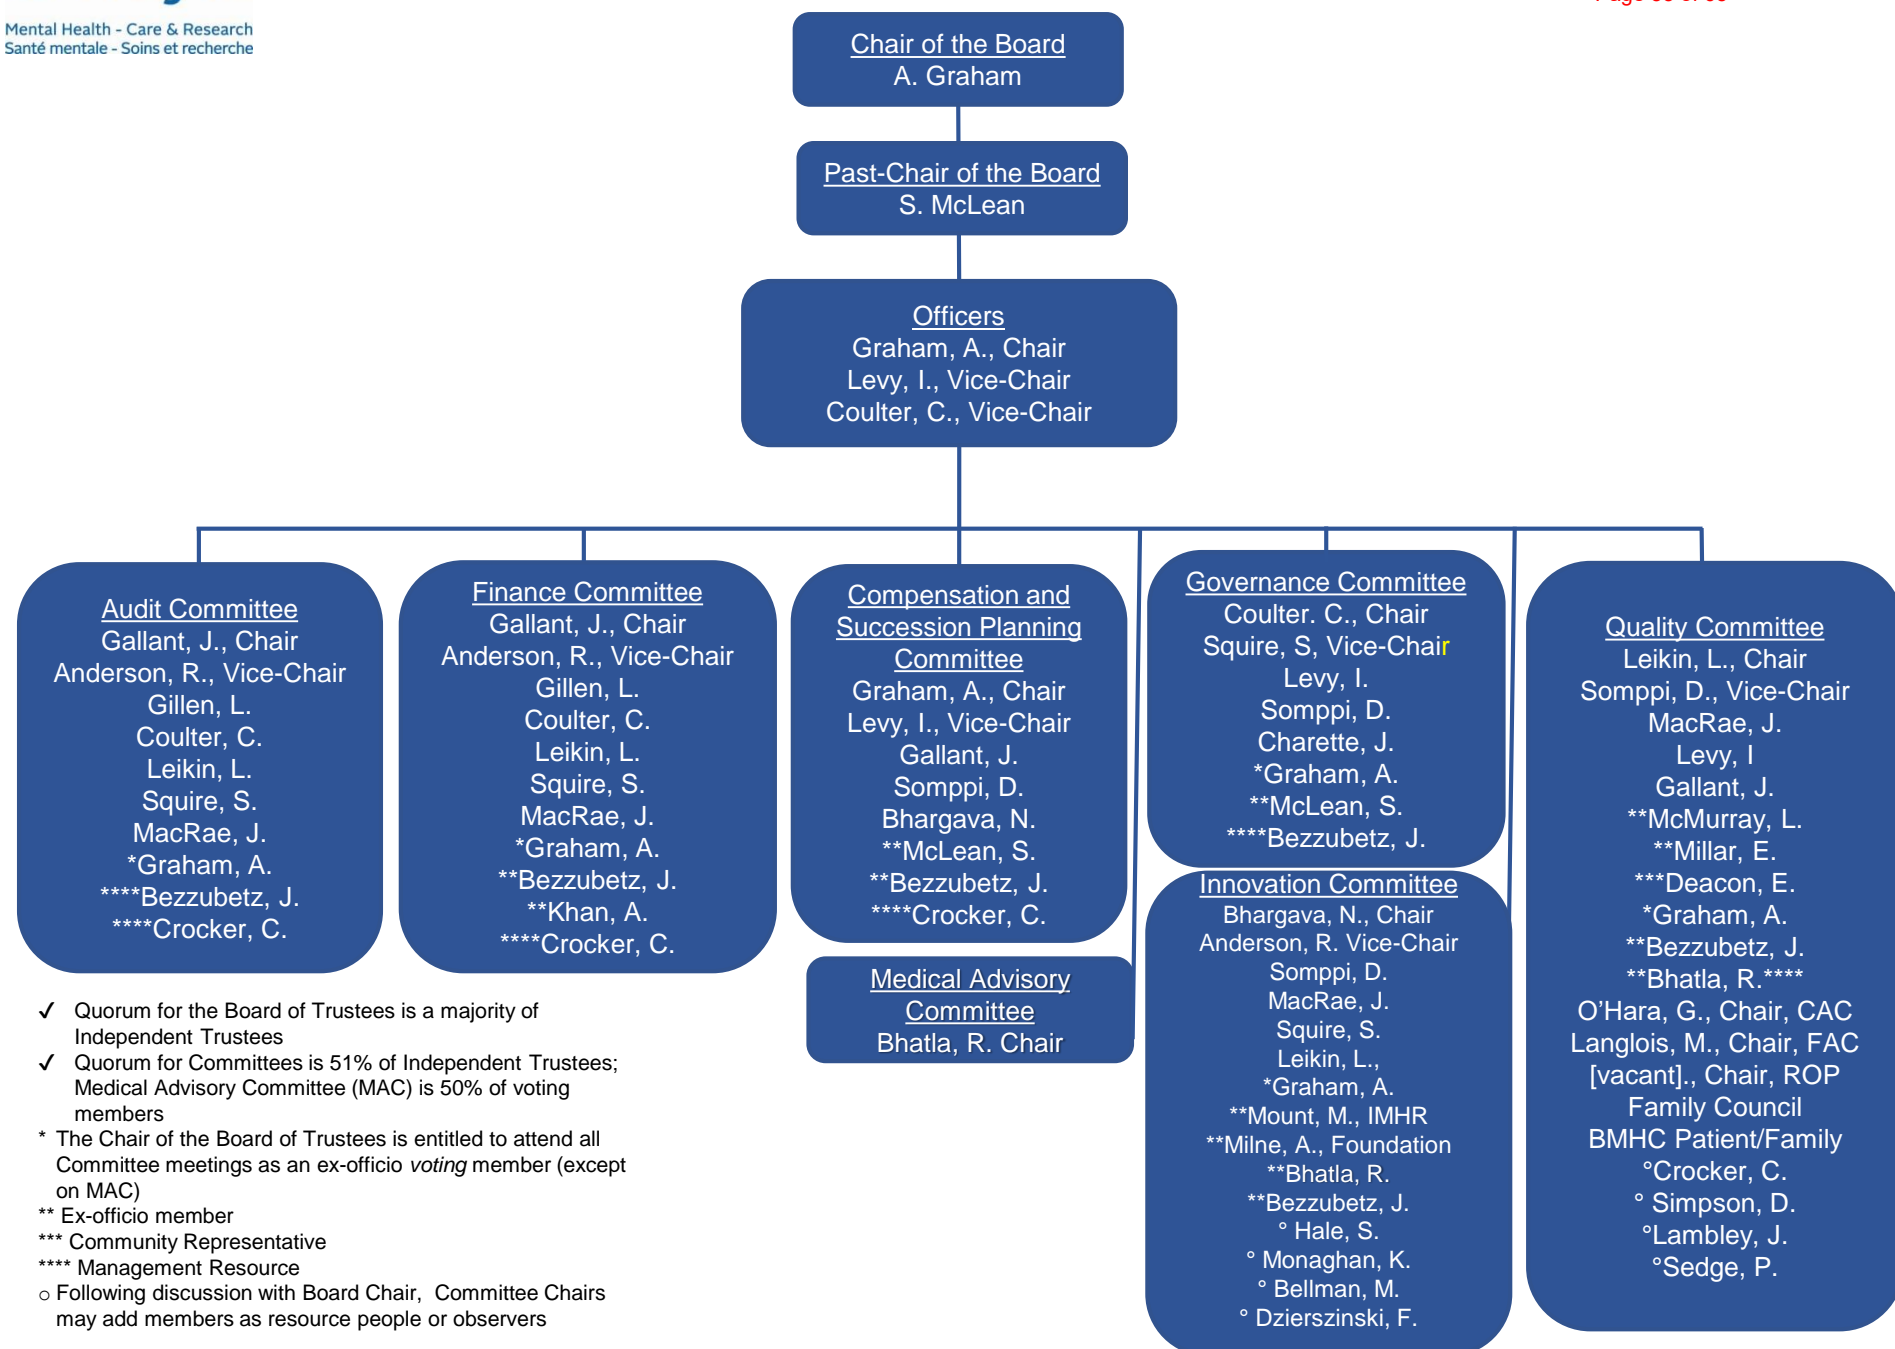 Mental Health - Care & Research
Santé mentale - Soins et recherche
Chair of the Board
A. Graham
Past-Chair of the Board
S. McLean
Officers
Graham, A., Chair
Levy, I., Vice-Chair
Coulter, C., Vice-Chair
Audit Committee
Gallant, J., Chair
Anderson, R., Vice-Chair
Gillen, L.
Coulter, C.
Leikin, L.
Squire, S.
MacRae, J.
*Graham, A.
****Bezzubetz, J.
****Crocker, C.
Finance Committee
Gallant, J., Chair
Anderson, R., Vice-Chair
Gillen, L.
Coulter, C.
Leikin, L.
Squire, S.
MacRae, J.
*Graham, A.
**Bezzubetz, J.
**Khan, A.
****Crocker, C.
Compensation and
Succession Planning
Committee
Graham, A., Chair
Levy, I., Vice-Chair
Gallant, J.
Somppi, D.
Bhargava, N.
**McLean, S.
**Bezzubetz, J.
****Crocker, C.
Medical Advisory
Committee
Bhatla, R. Chair
Governance Committee
Coulter. C., Chair
Squire, S, Vice-Chair
Levy, I.
Somppi, D.
Charette, J.
*Graham, A.
**McLean, S.
****Bezzubetz, J.
Innovation Committee
Bhargava, N., Chair
Anderson, R. Vice-Chair
Somppi, D.
MacRae, J.
Squire, S.
Leikin, L.,
*Graham, A.
**Mount, M., IMHR
**Milne, A., Foundation
**Bhatla, R.
**Bezzubetz, J.
° Hale, S.
° Monaghan, K.
° Bellman, M.
° Dzierszinski, F.
Quality Committee
Leikin, L., Chair
Somppi, D., Vice-Chair
MacRae, J.
Levy, I
Gallant, J.
**McMurray, L.
**Millar, E.
***Deacon, E.
*Graham, A.
**Bezzubetz, J.
**Bhatla, R.****
O’Hara, G., Chair, CAC
Langlois, M., Chair, FAC
[vacant]., Chair, ROP
Family Council
BMHC Patient/Family
°Crocker, C.
° Simpson, D.
°Lambley, J.
°Sedge, P.
✓ Quorum for the Board of Trustees is a majority of
Independent Trustees
✓ Quorum for Committees is 51% of Independent Trustees;
Medical Advisory Committee (MAC) is 50% of voting
members
* The Chair of the Board of Trustees is entitled to attend all
Committee meetings as an ex-officio voting member (except
on MAC)
** Ex-officio member
*** Community Representative
**** Management Resource
○ Following discussion with Board Chair, Committee Chairs
may add members as resource people or observers